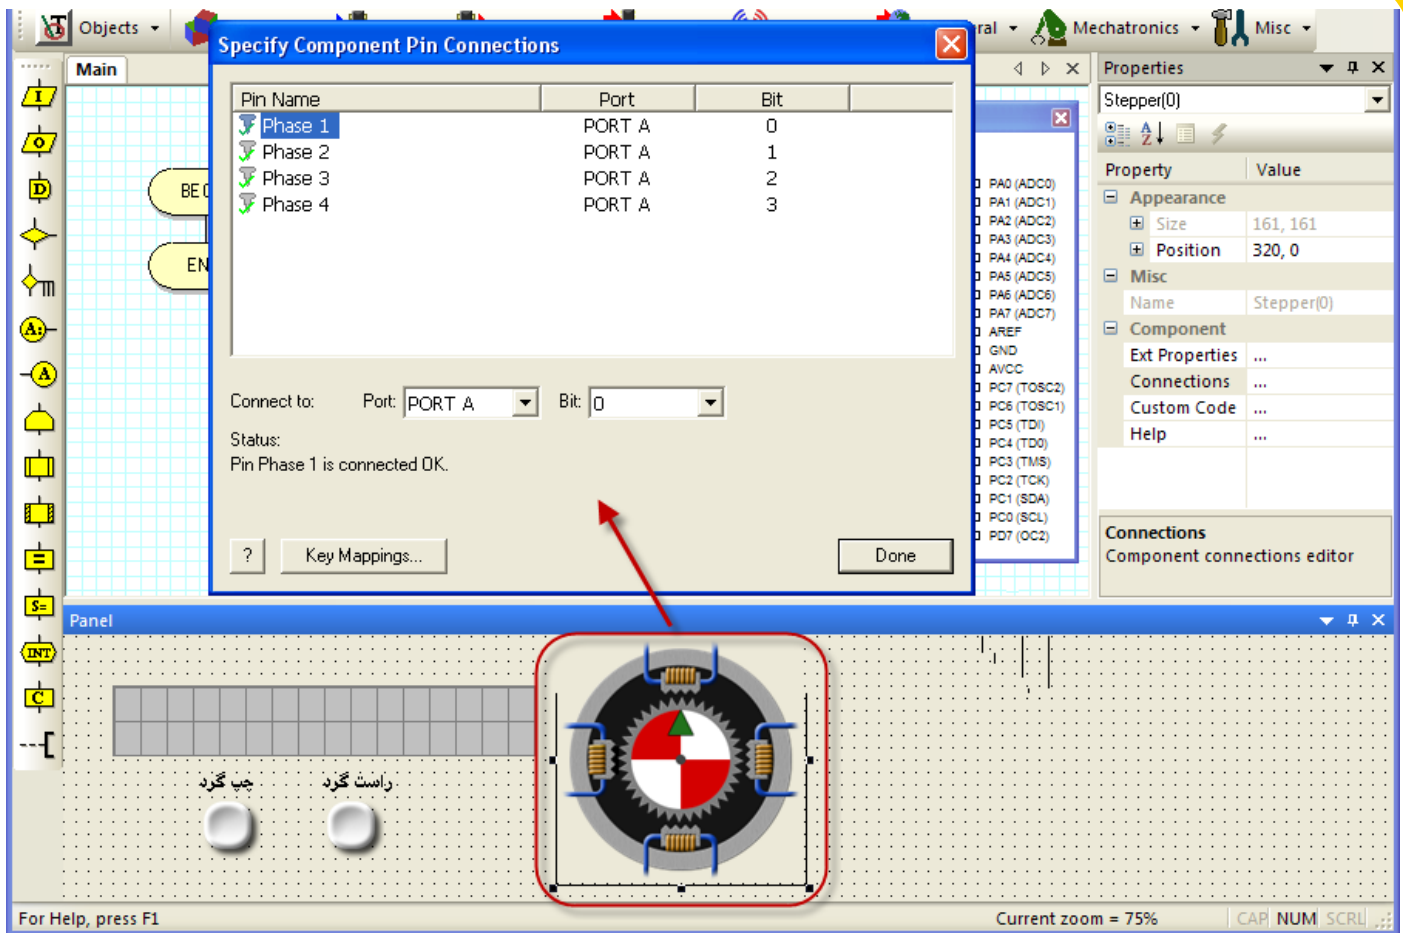 Objects
ral
Mechatronics
Misc
Specify Component Pin Connections
Main
Properties
Pin Name Port Bit
Phase 1 PORT A 0
Phase 2 PORT A 1
Phase 3 PORT A 2
Phase 4 PORT A 3
Connect to: Port: PORT A Bit: 0
Status:
Pin Phase 1 is connected OK.
? Key Mappings... Done
I
O
D
A:
A
S=
INT
C
BE
EN
PA0 (ADC0)
PA1 (ADC1)
PA2 (ADC2)
PA3 (ADC3)
PA4 (ADC4)
PA5 (ADC5)
PA6 (ADC6)
PA7 (ADC7)
AREF
GND
AVCC
PC7 (TOSC2)
PC6 (TOSC1)
PC5 (TDI)
PC4 (TD0)
PC3 (TMS)
PC2 (TCK)
PC1 (SDA)
PC0 (SCL)
PD7 (OC2)
Stepper(0)
Property Value
Appearance
Size 161, 161
Position 320, 0
Misc
Name Stepper(0)
Component
Ext Properties ...
Connections ...
Custom Code ...
Help ...
Connections
Component connections editor
Panel
راست گرد
چپ گرد
For Help, press F1
Current zoom = 75%
CAP NUM SCRL